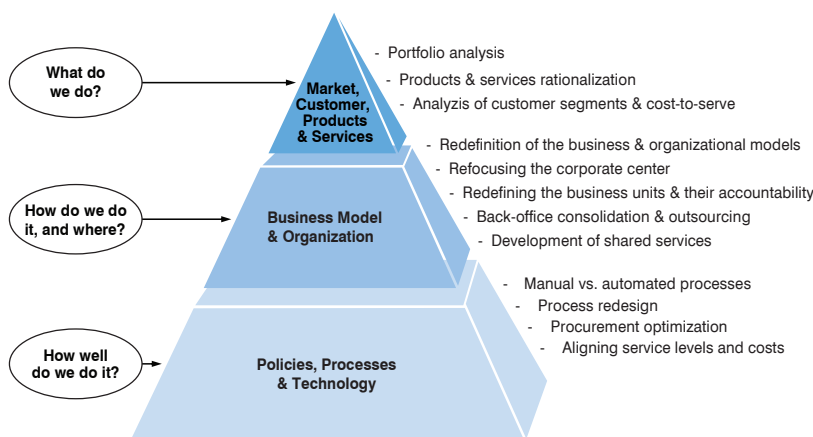 What do
we do?
Market,
Customer,
Products
& Services
- Portfolio analysis
- Products & services rationalization
- Analyzis of customer segments & cost-to-serve
How do we do
it, and where?
Business Model
& Organization
- Redefinition of the business & organizational models
- Refocusing the corporate center
- Redefining the business units & their accountability
- Back-office consolidation & outsourcing
- Development of shared services
How well
do we do it?
Policies, Processes
& Technology
- Manual vs. automated processes
- Process redesign
- Procurement optimization
- Aligning service levels and costs